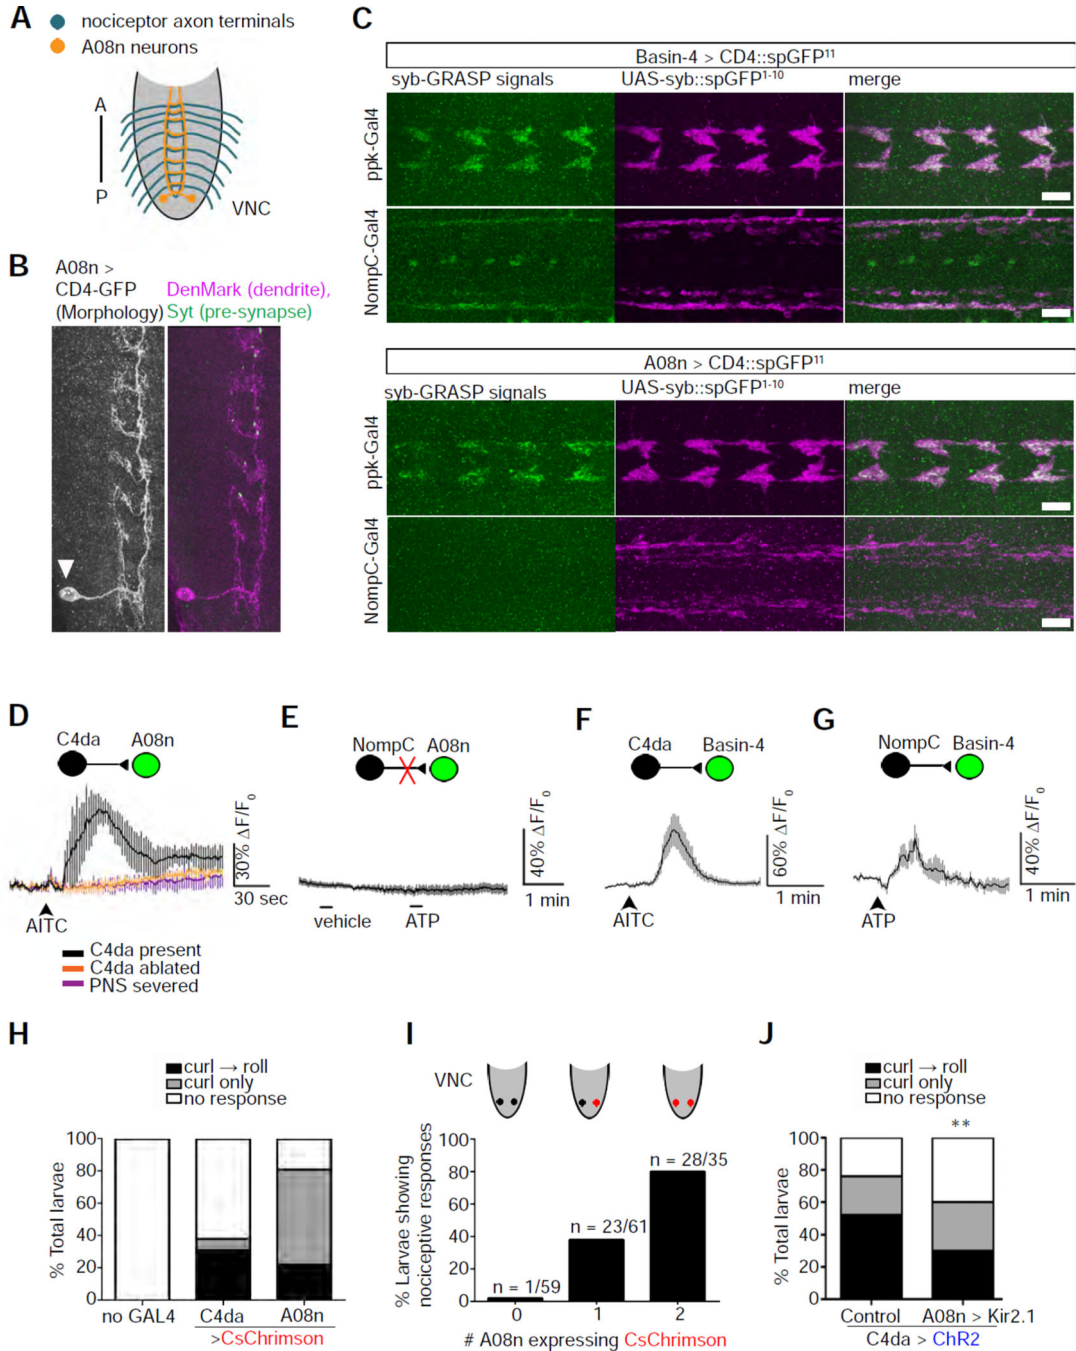 A
nociceptor axon terminals
A08n neurons
A
P
VNC
B
A08n >
CD4-GFP
(Morphology)
DenMark (dendrite),
Syt (pre-synapse)
C
Basin-4 > CD4::spGFP¹¹
syb-GRASP signals
UAS-syb::spGFP¹⁻¹⁰
merge
ppk-Gal4
NompC-Gal4
A08n > CD4::spGFP¹¹
syb-GRASP signals
UAS-syb::spGFP¹⁻¹⁰
merge
ppk-Gal4
NompC-Gal4
D
C4da
A08n
30% ΔF/F₀
30 sec
AITC
C4da present
C4da ablated
PNS severed
E
NompC
A08n
40% ΔF/F₀
1 min
vehicle
ATP
F
C4da
Basin-4
60% ΔF/F₀
1 min
AITC
G
NompC
Basin-4
40% ΔF/F₀
1 min
ATP
H
curl → roll
curl only
no response
% Total larvae
100
80
60
40
20
0
no GAL4
C4da
A08n
>CsChrimson
I
VNC
% Larvae showing
nociceptive responses
100
80
60
40
20
0
n = 1/59
n = 23/61
n = 28/35
0
1
2
# A08n expressing CsChrimson
J
curl → roll
curl only
no response
**
% Total larvae
100
80
60
40
20
0
Control
A08n > Kir2.1
C4da > ChR2